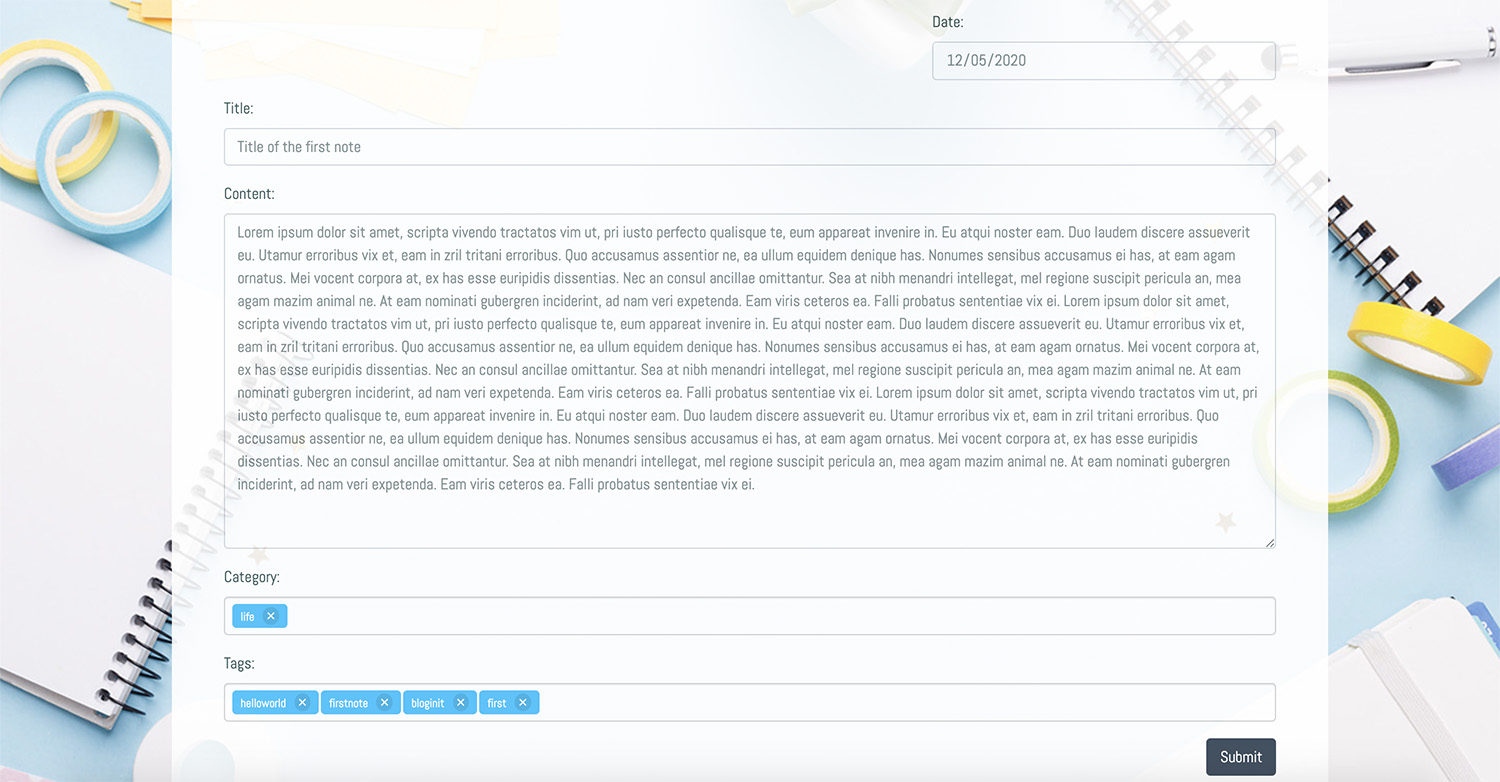 Date:
12/05/2020
Title:
Title of the first note
Content:
Lorem ipsum dolor sit amet, scripta vivendo tractatos vim ut, pri iusto perfecto qualisque te, eum appareat invenire in. Eu atqui noster eam. Duo laudem discere assueverit
eu. Utamur erroribus vix et, eam in zril tritani erroribus. Quo accusamus assentior ne, ea ullum equidem denique has. Nonumes sensibus accusamus ei has, at eam agam
ornatus. Mei vocent corpora at, ex has esse euripidis dissentias. Nec an consul ancillae omittantur. Sea at nibh menandri intellegat, mel regione suscipit pericula an, mea
agam mazim animal ne. At eam nominati gubergren inciderint, ad nam veri expetenda. Eam viris ceteros ea. Falli probatus sententiae vix ei. Lorem ipsum dolor sit amet,
scripta vivendo tractatos vim ut, pri iusto perfecto qualisque te, eum appareat invenire in. Eu atqui noster eam. Duo laudem discere assueverit eu. Utamur erroribus vix et,
eam in zril tritani erroribus. Quo accusamus assentior ne, ea ullum equidem denique has. Nonumes sensibus accusamus ei has, at eam agam ornatus. Mei vocent corpora at,
ex has esse euripidis dissentias. Nec an consul ancillae omittantur. Sea at nibh menandri intellegat, mel regione suscipit pericula an, mea agam mazim animal ne. At eam
nominati gubergren inciderint, ad nam veri expetenda. Eam viris ceteros ea. Falli probatus sententiae vix ei. Lorem ipsum dolor sit amet, scripta vivendo tractatos vim ut, pri
iusto perfecto qualisque te, eum appareat invenire in. Eu atqui noster eam. Duo laudem discere assueverit eu. Utamur erroribus vix et, eam in zril tritani erroribus. Quo
accusamus assentior ne, ea ullum equidem denique has. Nonumes sensibus accusamus ei has, at eam agam ornatus. Mei vocent corpora at, ex has esse euripidis
dissentias. Nec an consul ancillae omittantur. Sea at nibh menandri intellegat, mel regione suscipit pericula an, mea agam mazim animal ne. At eam nominati gubergren
inciderint, ad nam veri expetenda. Eam viris ceteros ea. Falli probatus sententiae vix ei.
Category:
life
Tags:
helloworld firstnote bloginit first
Submit